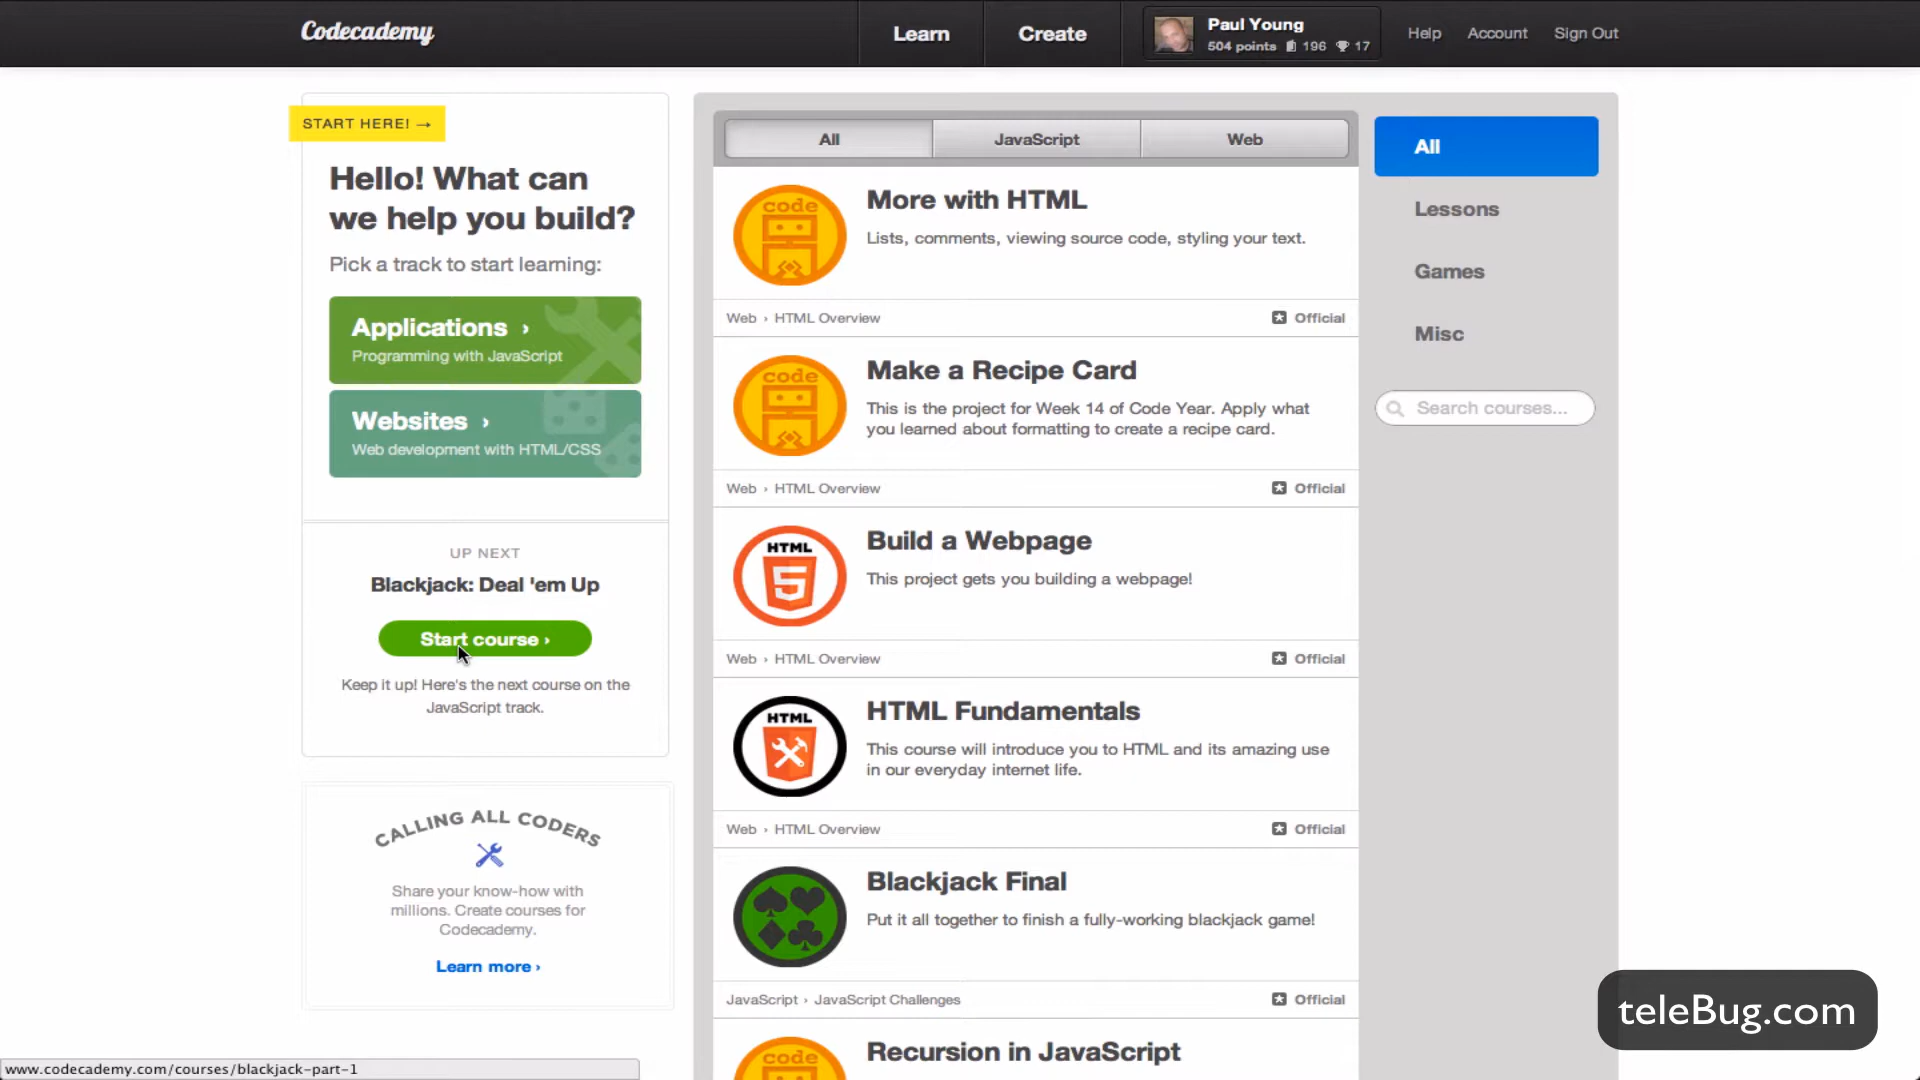 Codecademy
Learn
Create
Paul Young
504 points 196 17
Help
Account
Sign Out
START HERE! →
Hello! What can
we help you build?
Pick a track to start learning:
Applications ›
Programming with JavaScript
Websites ›
Web development with HTML/CSS
UP NEXT
Blackjack: Deal 'em Up
Start course ›
Keep it up! Here's the next course on the
JavaScript track.
CALLING ALL CODERS
Share your know-how with
millions. Create courses for
Codecademy.
Learn more ›
All
JavaScript
Web
code
More with HTML
Lists, comments, viewing source code, styling your text.
Web › HTML Overview
Official
code
Make a Recipe Card
This is the project for Week 14 of Code Year. Apply what
you learned about formatting to create a recipe card.
Web › HTML Overview
Official
HTML
5
Build a Webpage
This project gets you building a webpage!
Web › HTML Overview
Official
HTML
HTML Fundamentals
This course will introduce you to HTML and its amazing use
in our everyday internet life.
Web › HTML Overview
Official
Blackjack Final
Put it all together to finish a fully-working blackjack game!
JavaScript › JavaScript Challenges
Official
code
Recursion in JavaScript
All
Lessons
Games
Misc
Search courses...
teleBug.com
www.codecademy.com/courses/blackjack-part-1